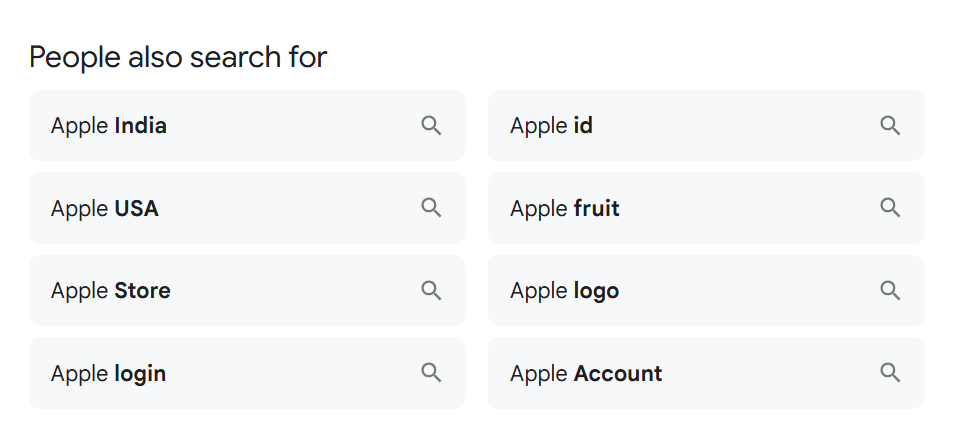 People also search for
Apple India
Apple id
Apple USA
Apple fruit
Apple Store
Apple logo
Apple login
Apple Account